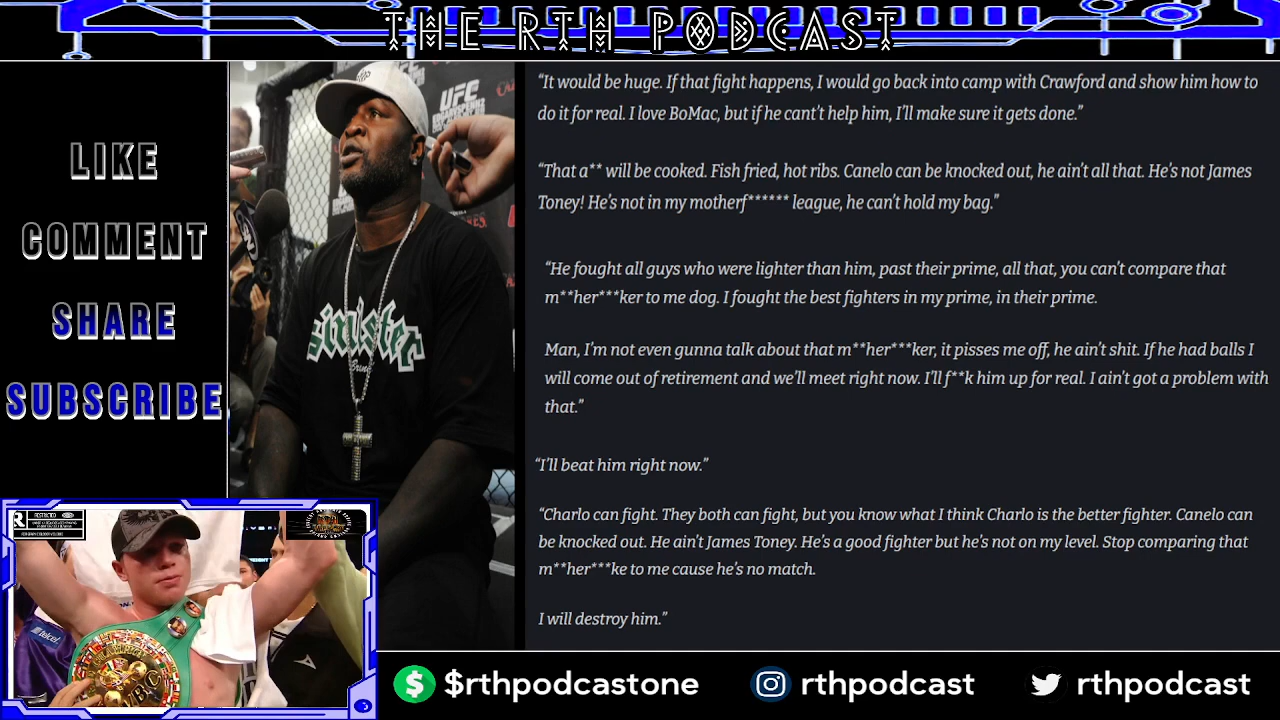 THE RTH PODCAST
LIKE
COMMENT
SHARE
SUBSCRIBE
UFC
sinister
“It would be huge. If that fight happens, I would go back into camp with Crawford and show him how to
do it for real. I love BoMac, but if he cant't help him, I'll make sure it gets done.”
“That a** will be cooked. Fish fried, hot ribs. Canelo can be knocked out, he ain't all that. He's not James
Toney! He's not in my motherf****** league, he can't hold my bag.”
“He fought all guys who were lighter than him, past their prime, all that, you can't compare that
m**her***ker to me dog. I fought the best fighters in my prime, in their prime.
Man, I'm not even gunna talk about that m**her***ker, it pisses me off, he ain't shit. If he had balls I
will come out of retirement and we'll meet right now. I'll f**k him up for real. I ain't got a problem with
that.”
“I'll beat him right now.”
“Charlo can fight. They both can fight, but you know what I think Charlo is the better fighter. Canelo can
be knocked out. He ain't James Toney. He's a good fighter but he's not on my level. Stop comparing that
m**her***ke to me cause he's no match.
I will destroy him.”
R RESTRICTED
telcel
WBC
$ $rthpodcastone
rthpodcast
rthpodcast